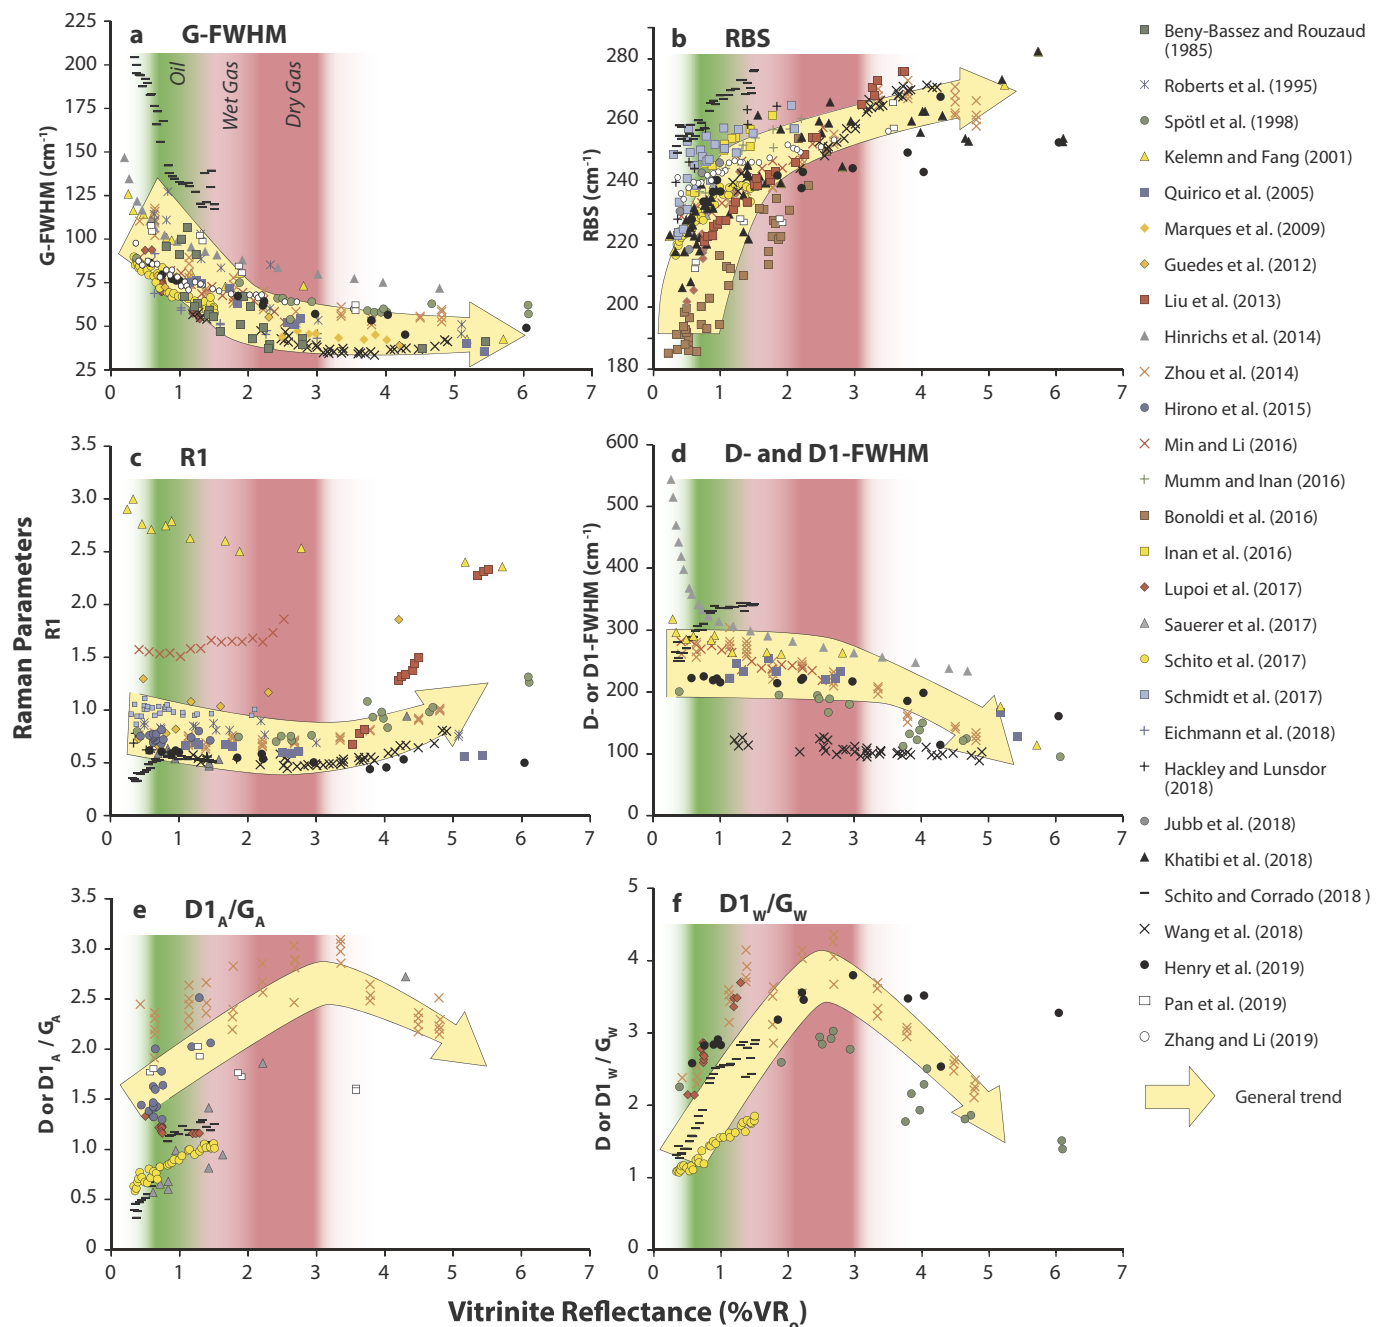 a G-FWHM
225
200
175
150
125
100
75
50
25
G-FWHM (cm⁻¹)
Oil
Wet Gas
Dry Gas
0 1 2 3 4 5 6 7
b RBS
280
260
240
220
200
180
RBS (cm⁻¹)
0 1 2 3 4 5 6 7
c R1
3.5
3.0
2.5
2.0
1.5
1.0
0.5
0
Raman Parameters
R1
0 1 2 3 4 5 6 7
d D- and D1-FWHM
600
500
400
300
200
100
0
D- or D1-FWHM (cm⁻¹)
0 1 2 3 4 5 6 7
e D1A/GA
3.5
3.0
2.5
2.0
1.5
1.0
0.5
0
D or D1A / GA
0 1 2 3 4 5 6 7
f D1W/GW
5
4
3
2
1
0
D or D1W / GW
0 1 2 3 4 5 6 7
Vitrinite Reflectance (%VRo)
Beny-Bassez and Rouzaud
(1985)
Roberts et al. (1995)
Spötl et al. (1998)
Kelemn and Fang (2001)
Quirico et al. (2005)
Marques et al. (2009)
Guedes et al. (2012)
Liu et al. (2013)
Hinrichs et al. (2014)
Zhou et al. (2014)
Hirono et al. (2015)
Min and Li (2016)
Mumm and Inan (2016)
Bonoldi et al. (2016)
Inan et al. (2016)
Lupoi et al. (2017)
Sauerer et al. (2017)
Schito et al. (2017)
Schmidt et al. (2017)
Eichmann et al. (2018)
Hackley and Lunsdor
(2018)
Jubb et al. (2018)
Khatibi et al. (2018)
Schito and Corrado (2018 )
Wang et al. (2018)
Henry et al. (2019)
Pan et al. (2019)
Zhang and Li (2019)
General trend